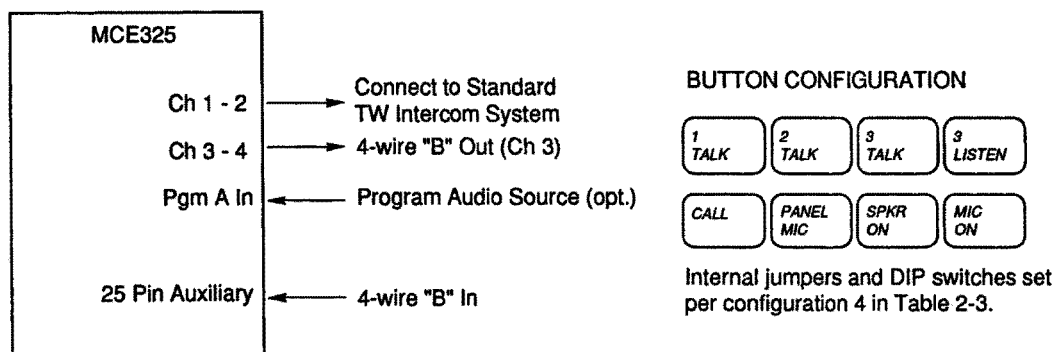 MCE325
Ch 1 - 2
Connect to Standard
TW Intercom System
Ch 3 - 4
4-wire "B" Out (Ch 3)
Pgm A In
Program Audio Source (opt.)
25 Pin Auxiliary
4-wire "B" In
BUTTON CONFIGURATION
1
TALK
2
TALK
3
TALK
3
LISTEN
CALL
PANEL
MIC
SPKR
ON
MIC
ON
Internal jumpers and DIP switches set
per configuration 4 in Table 2-3.